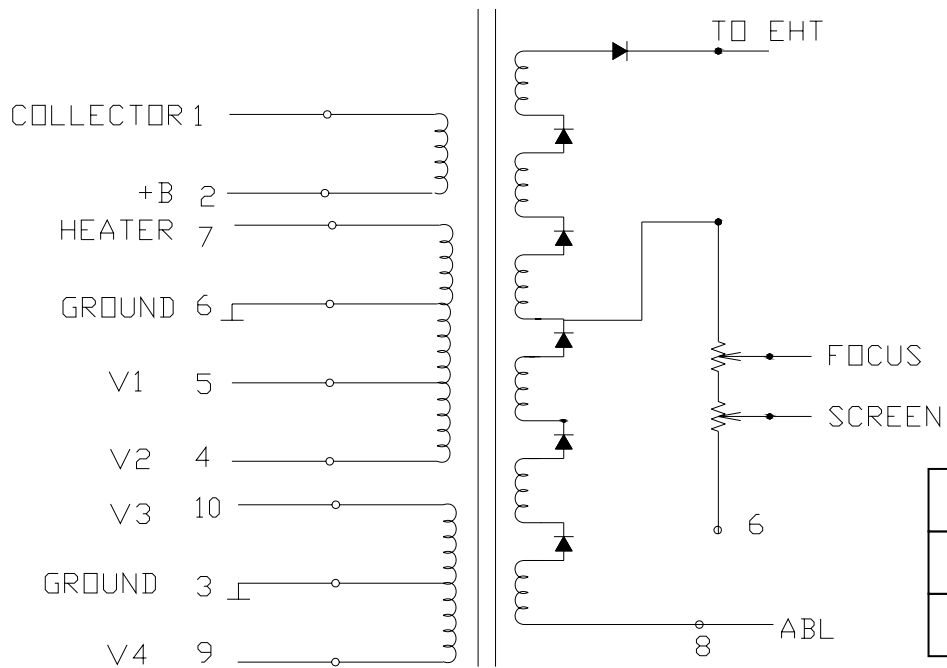 TO EHT
COLLECTOR 1
+B 2
HEATER 7
GROUND 6
V1 5
V2 4
V3 10
GROUND 3
V4 9
FOCUS
SCREEN
6
ABL
8